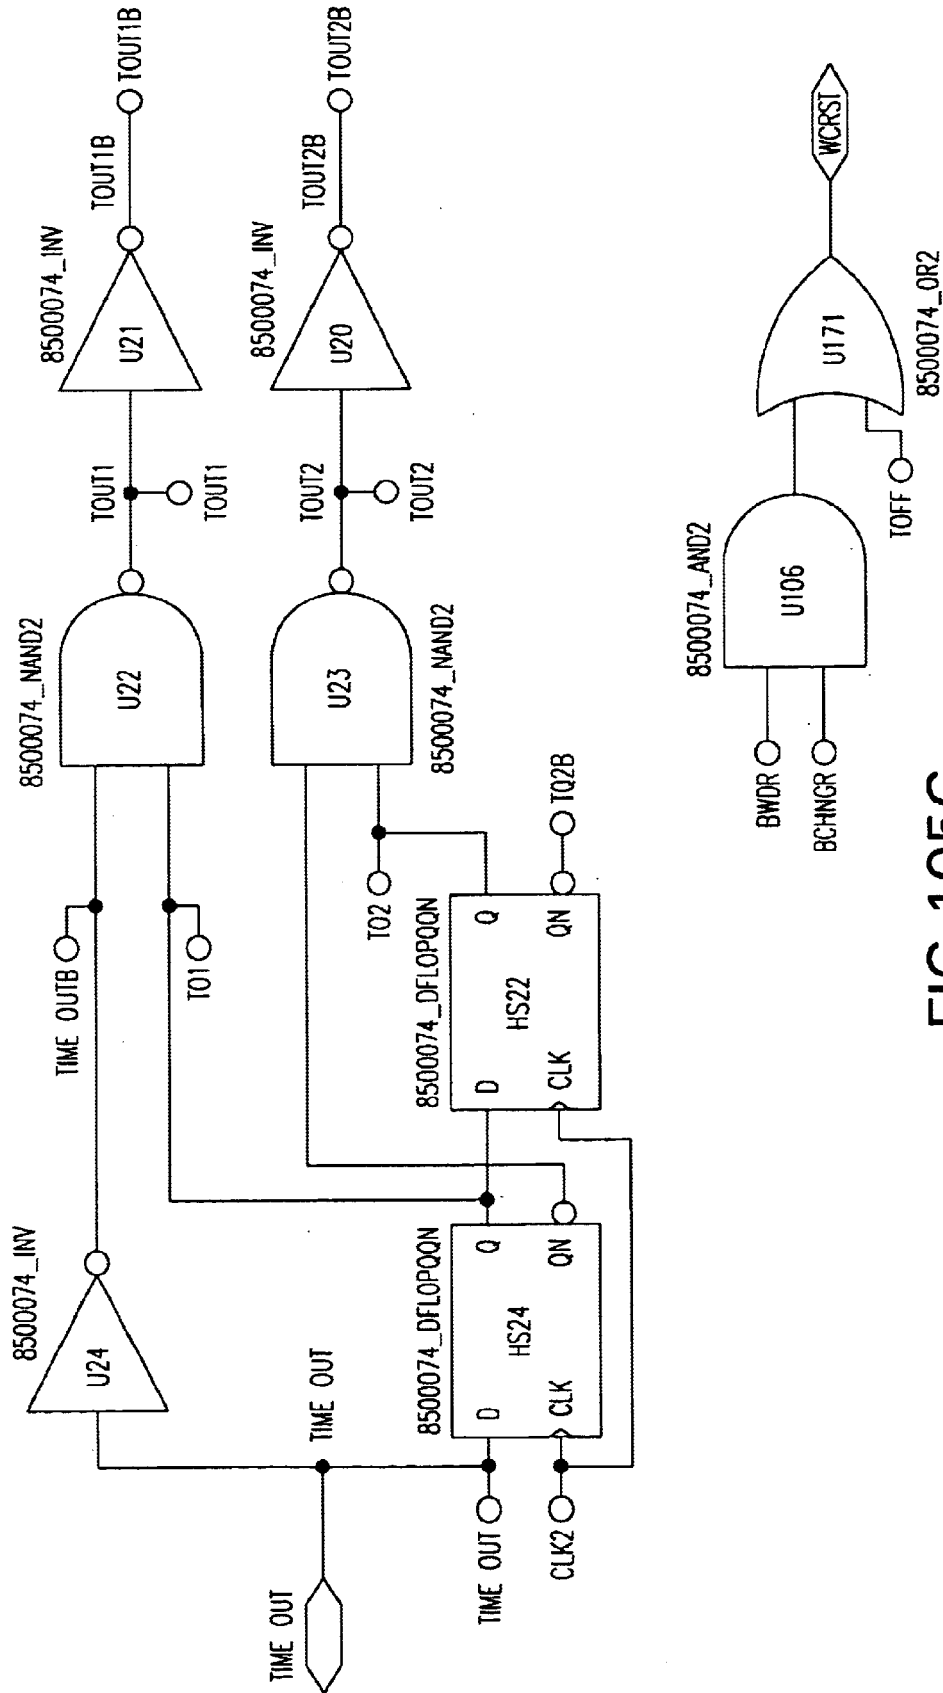 TIME OUT
TIME OUT
8500074_INV
U24
TIME OUTB
TO1
8500074_NAND2
U22
TOUT1
TOUT1
8500074_INV
U21
TOUT1B
TOUT1B
TIME OUT
CLK2
8500074_DFLOPQQN
D
Q
HS24
CLK
QN
8500074_DFLOPQQN
D
Q
HS22
CLK
QN
TQ2B
TO2
8500074_NAND2
U23
TOUT2
TOUT2
8500074_INV
U20
TOUT2B
TOUT2B
BWDR
BCHNGR
8500074_AND2
U106
TOFF
U171
8500074_OR2
WCRST